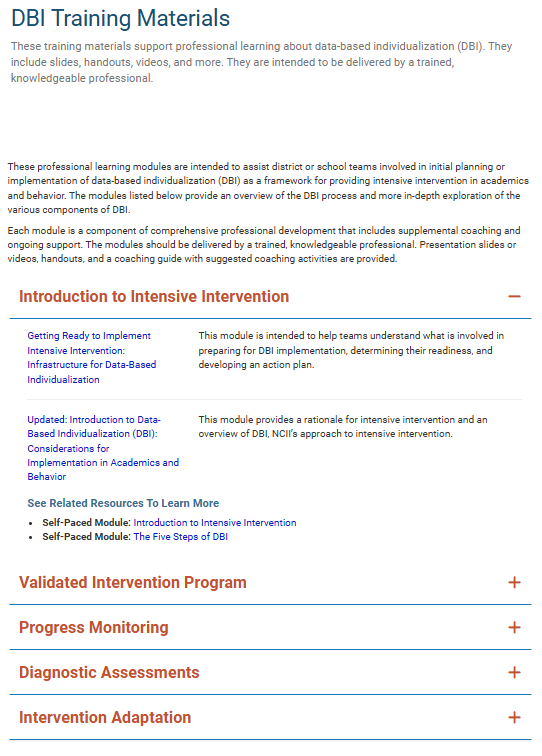 DBI Training Materials
These training materials support professional learning about data-based individualization (DBI). They
include slides, handouts, videos, and more. They are intended to be delivered by a trained,
knowledgeable professional.
These professional learning modules are intended to assist district or school teams involved in initial planning or
implementation of data-based individualization (DBI) as a framework for providing intensive intervention in academics
and behavior. The modules listed below provide an overview of the DBI process and more in-depth exploration of the
various components of DBI.
Each module is a component of comprehensive professional development that includes supplemental coaching and
ongoing support. The modules should be delivered by a trained, knowledgeable professional. Presentation slides or
videos, handouts, and a coaching guide with suggested coaching activities are provided.
Introduction to Intensive Intervention
Getting Ready to Implement
Intensive Intervention:
Infrastructure for Data-Based
Individualization
This module is intended to help teams understand what is involved in
preparing for DBI implementation, determining their readiness, and
developing an action plan.
Updated: Introduction to Data-
Based Individualization (DBI):
Considerations for
Implementation in Academics and
Behavior
This module provides a rationale for intensive intervention and an
overview of DBI, NCII's approach to intensive intervention.
See Related Resources To Learn More
• Self-Paced Module: Introduction to Intensive Intervention
• Self-Paced Module: The Five Steps of DBI
Validated Intervention Program
Progress Monitoring
Diagnostic Assessments
Intervention Adaptation